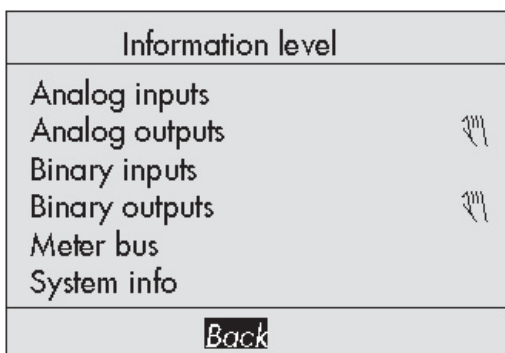 Information level
Analog inputs
Analog outputs
Binary inputs
Binary outputs
Meter bus
System info
Back